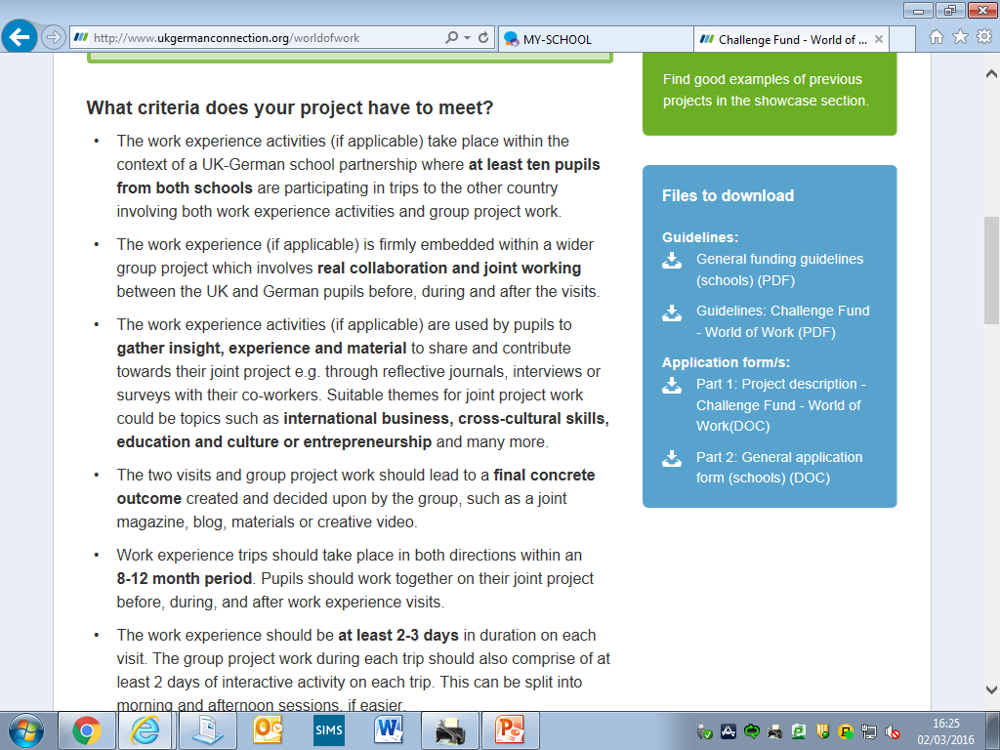 http://www.ukgermanconnection.org/worldofwork
MY-SCHOOL
Challenge Fund - World of ...
What criteria does your project have to meet?
• The work experience activities (if applicable) take place within the
context of a UK-German school partnership where at least ten pupils
from both schools are participating in trips to the other country
involving both work experience activities and group project work.
• The work experience (if applicable) is firmly embedded within a wider
group project which involves real collaboration and joint working
between the UK and German pupils before, during and after the visits.
• The work experience activities (if applicable) are used by pupils to
gather insight, experience and material to share and contribute
towards their joint project e.g. through reflective journals, interviews or
surveys with their co-workers. Suitable themes for joint project work
could be topics such as international business, cross-cultural skills,
education and culture or entrepreneurship and many more.
• The two visits and group project work should lead to a final concrete
outcome created and decided upon by the group, such as a joint
magazine, blog, materials or creative video.
• Work experience trips should take place in both directions within an
8-12 month period. Pupils should work together on their joint project
before, during, and after work experience visits.
• The work experience should be at least 2-3 days in duration on each
visit. The group project work during each trip should also comprise of at
least 2 days of interactive activity on each trip. This can be split into
morning and afternoon sessions, if easier.
Find good examples of previous
projects in the showcase section.
Files to download
Guidelines:
General funding guidelines
(schools) (PDF)
Guidelines: Challenge Fund
- World of Work (PDF)
Application form/s:
Part 1: Project description -
Challenge Fund - World of
Work(DOC)
Part 2: General application
form (schools) (DOC)
SIMS
16:25
02/03/2016